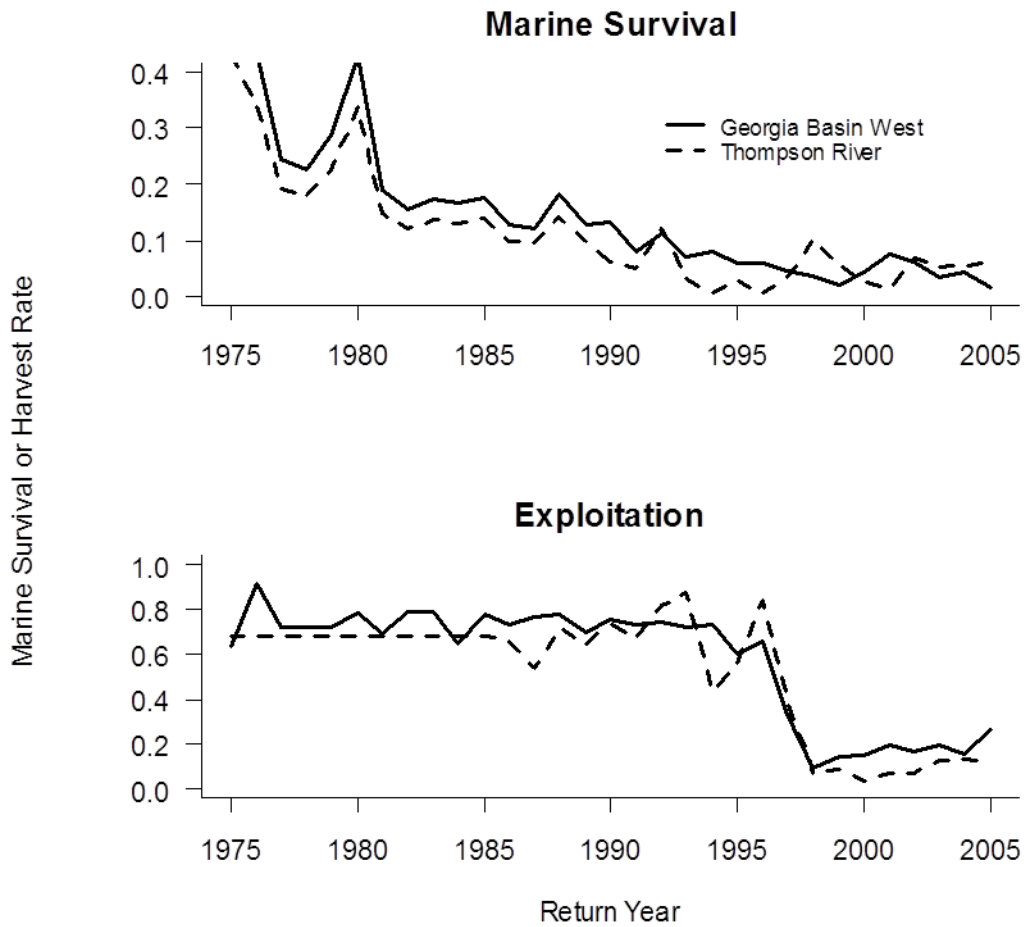 Marine Survival
0.4
0.3
0.2
0.1
0.0
Georgia Basin West
Thompson River
1975 1980 1985 1990 1995 2000 2005
Marine Survival or Harvest Rate
Exploitation
1.0
0.8
0.6
0.4
0.2
0.0
1975 1980 1985 1990 1995 2000 2005
Return Year